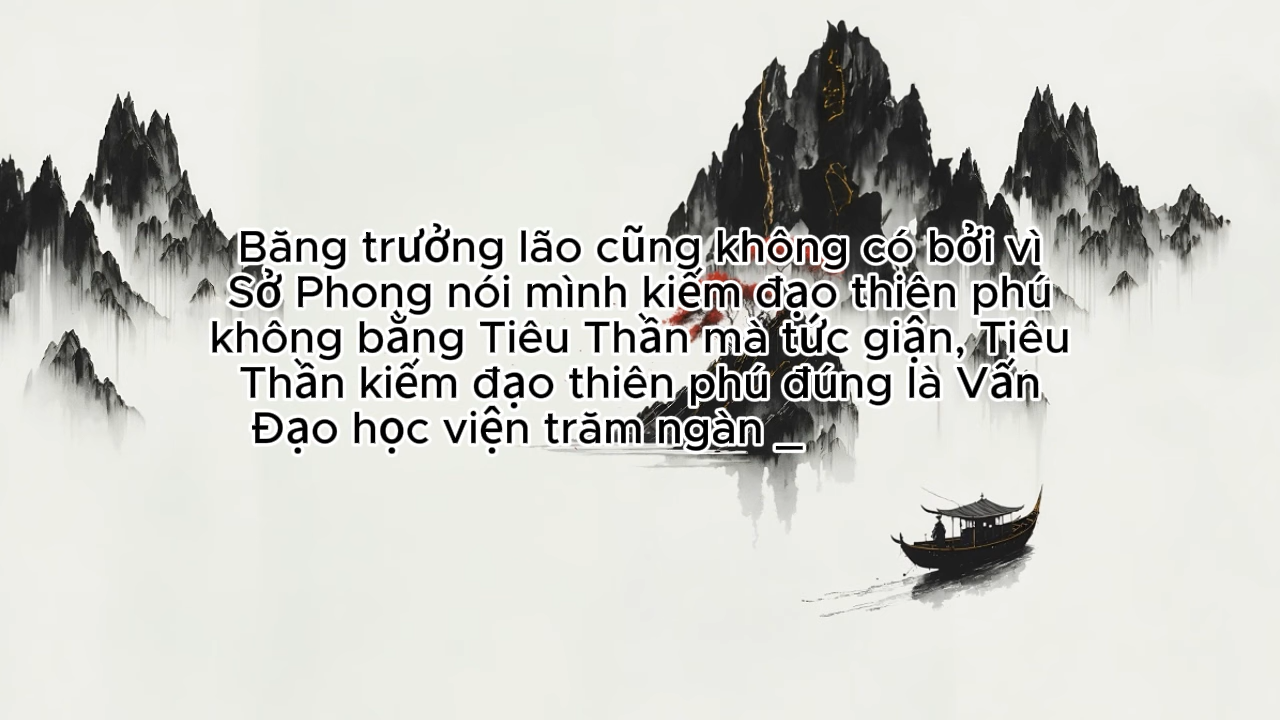 Băng trưởng lão cũng không có bởi vì
Sở Phong nói mình kiếm đạo thiên phú
không bằng Tiêu Thần mà tức giận, Tiêu
Thần kiếm đạo thiên phú đúng là Vấn
Đạo học viện trăm ngàn _